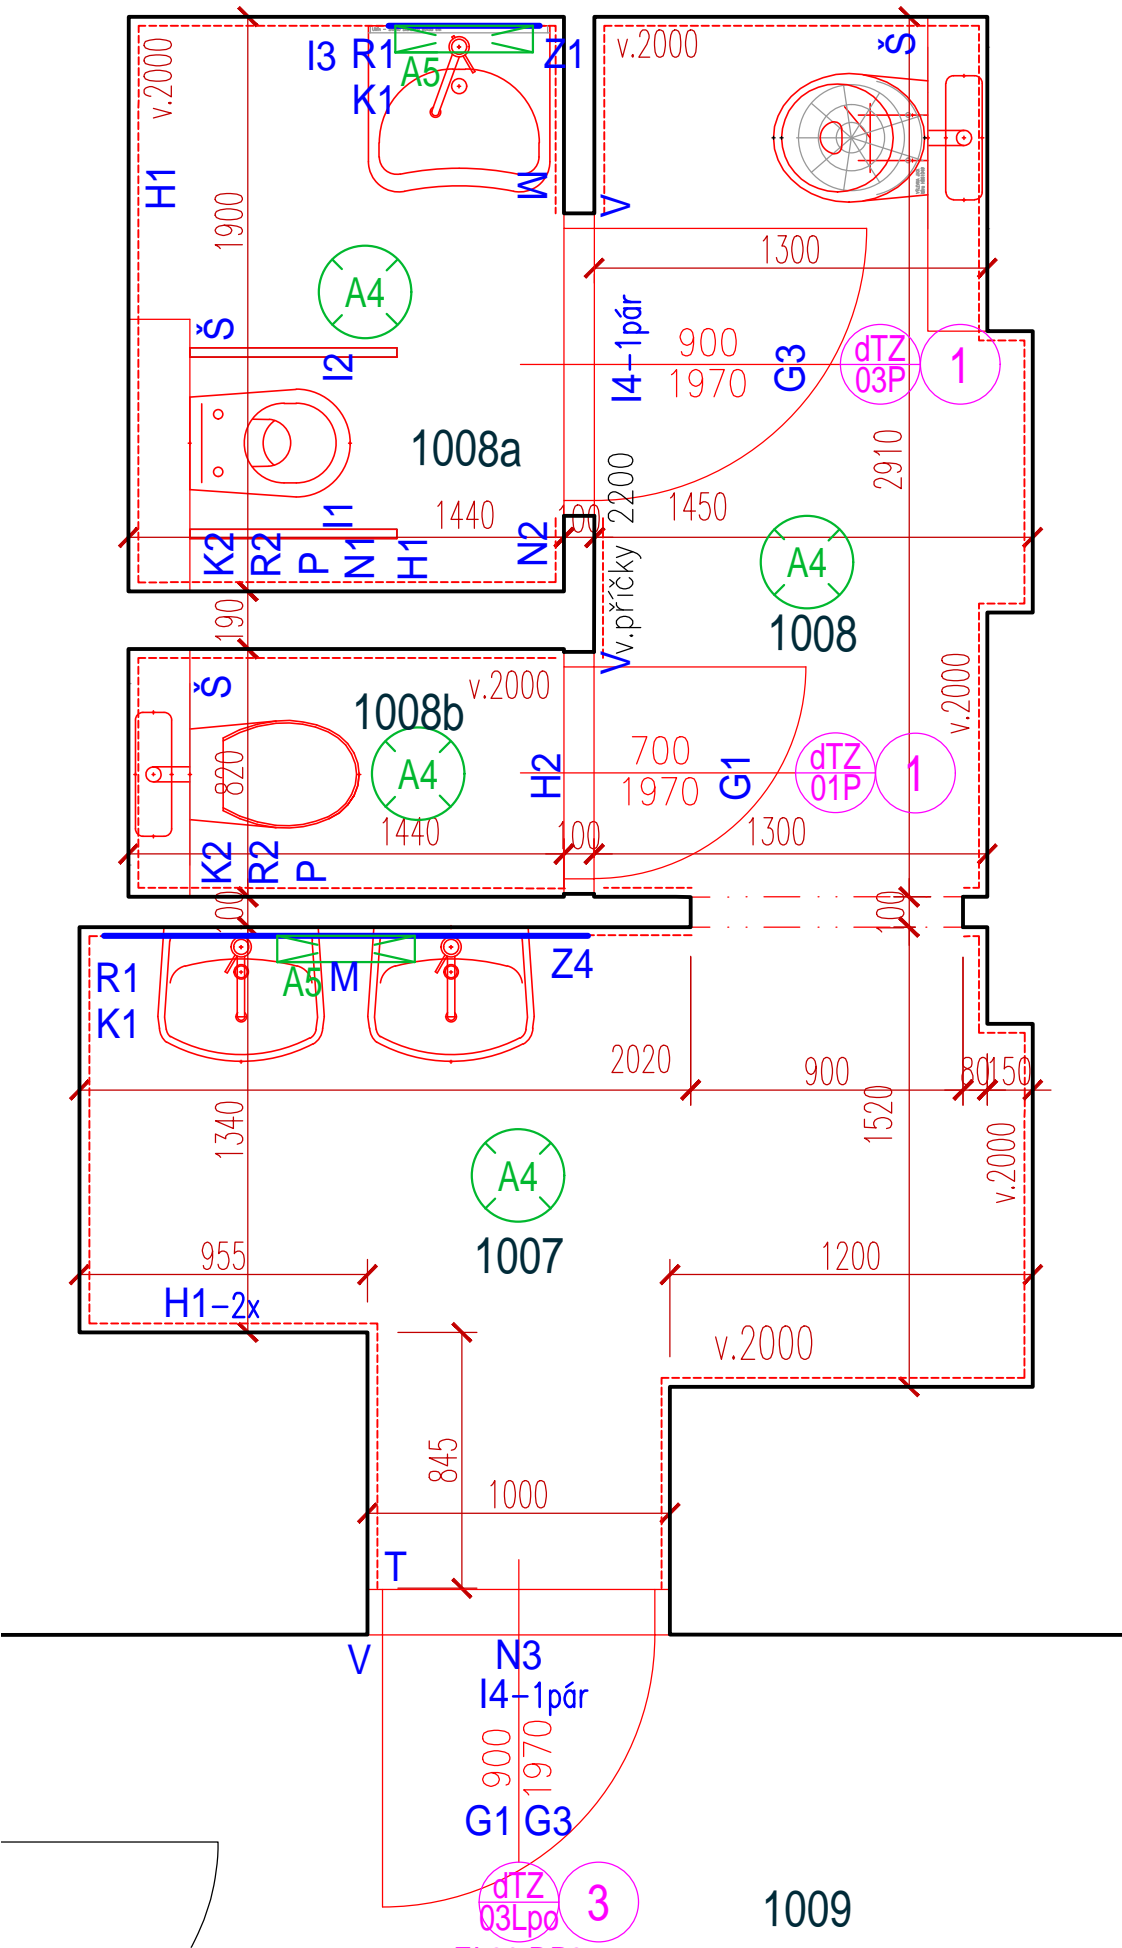 v.2000
I3
R1
K1
A5
Z1
v.2000
Š
H1
1900
M
V
A4
1300
Š
I2
I4-1pár
900
1970
G3
dTZ
03P
1
1008a
2910
I1
1440
100
1450
v.příčky 2200
K2
R2
P
N1
H1
N2
A4
1008
190
V
Š
1008b
v.2000
v.2000
820
A4
H2
700
1970
G1
dTZ
01P
1
1440
100
1300
K2
R2
P
100
100
R1
K1
A5
M
Z4
2020
900
80
150
1340
1520
v.2000
A4
1007
955
1200
H1-2x
v.2000
845
1000
T
V
N3
I4-1pár
900
1970
G1
G3
dTZ
03Lpo
3
1009